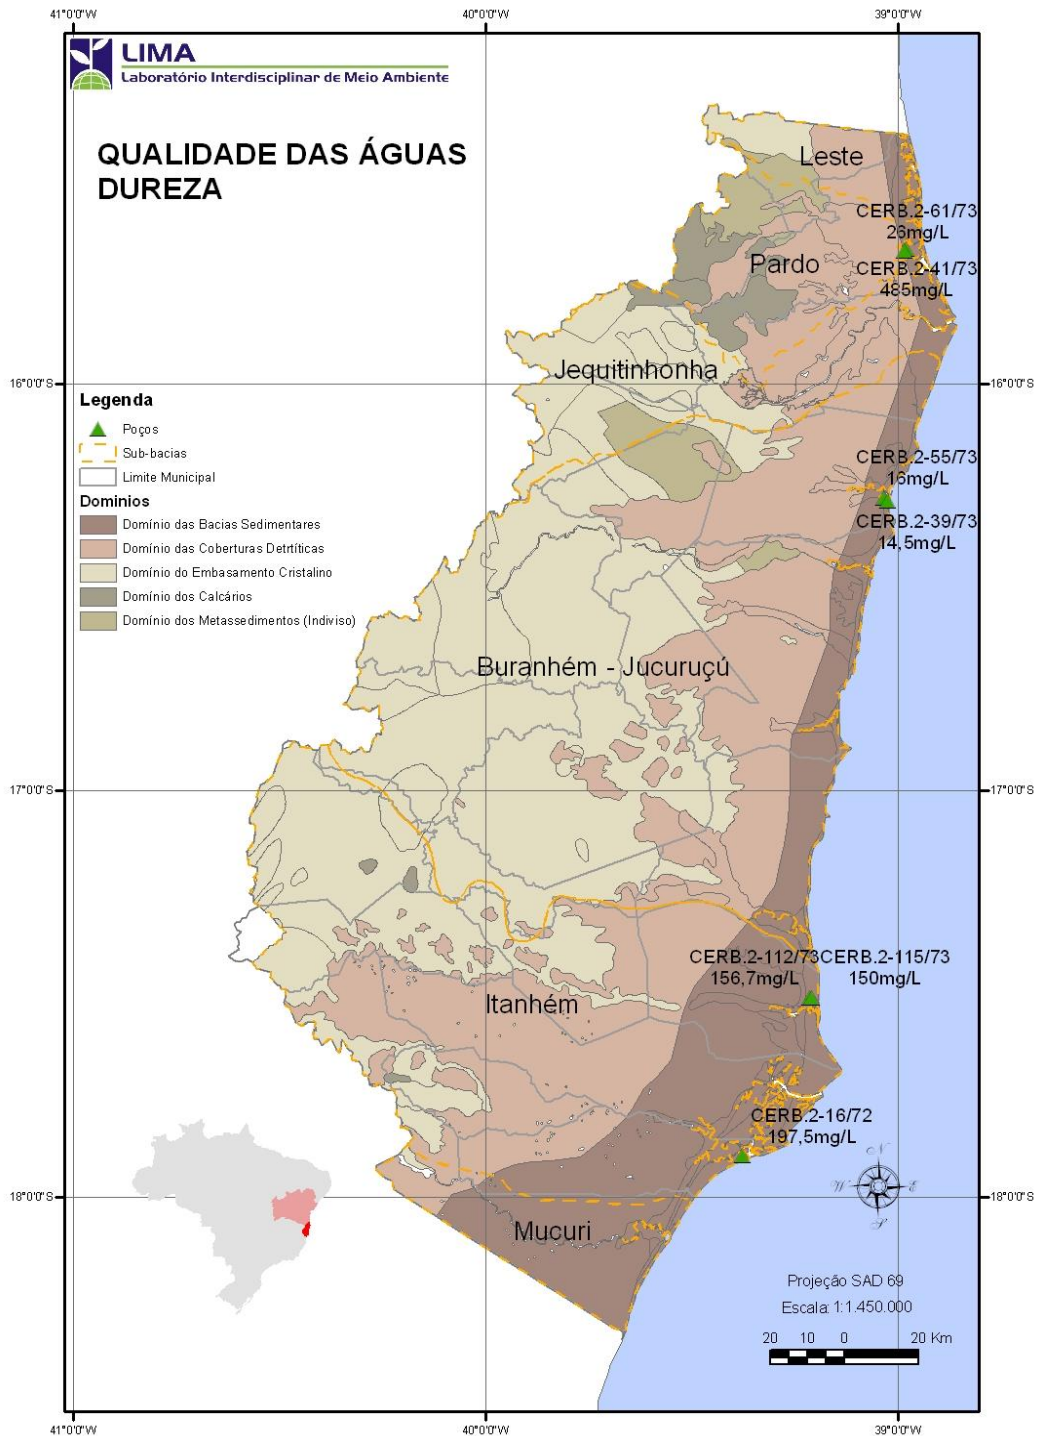 41°0'0"W 40°0'0"W 39°0'0"W
LIMA
Laboratório Interdisciplinar de Meio Ambiente
QUALIDADE DAS ÁGUAS
DUREZA
Leste
CERB.2-61/73
26mg/L
Pardo
CERB.2-41/73
485mg/L
Jequitinhonha
16°0'0"S 16°0'0"S
Legenda
Poços
Sub-bacias
Limite Municipal
Dominios
Domínio das Bacias Sedimentares
Domínio das Coberturas Detrtíticas
Domínio do Embasamento Cristalino
Domínio dos Calcários
Domínio dos Metassedimentos (Indiviso)
CERB.2-55/73
16mg/L
CERB.2-39/73
14,5mg/L
Buranhém - Jucuruçú
17°0'0"S 17°0'0"S
CERB.2-112/73 CERB.2-115/73
156,7mg/L 150mg/L
Itanhém
CERB.2-16/72
197,5mg/L
N
W E
S
18°0'0"S 18°0'0"S
Mucuri
Projeção SAD 69
Escala: 1:1.450.000
20 10 0 20 Km
41°0'0"W 40°0'0"W 39°0'0"W